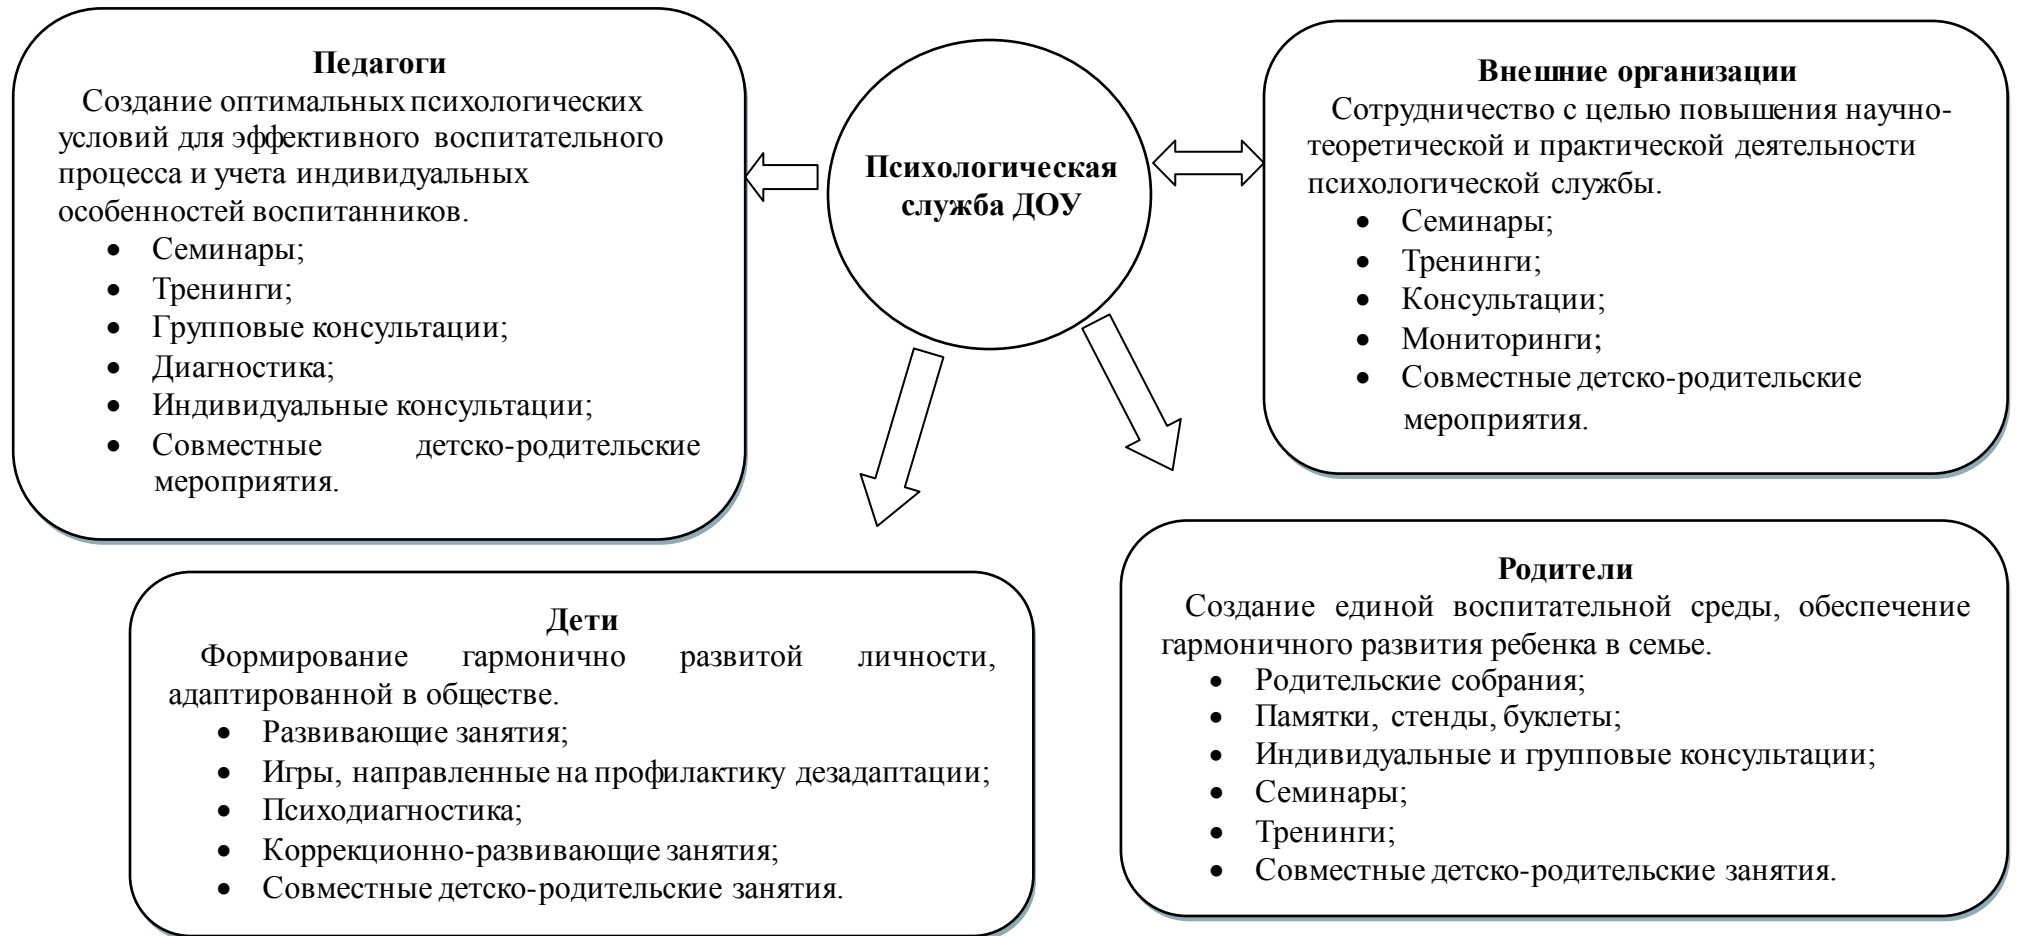 Педагоги
Создание оптимальных психологических
условий для эффективного воспитательного
процесса и учета индивидуальных
особенностей воспитанников.
• Семинары;
• Тренинги;
• Групповые консультации;
• Диагностика;
• Индивидуальные консультации;
• Совместные детско-родительские
мероприятия.
Психологическая
служба ДОУ
Внешние организации
Сотрудничество с целью повышения научно-
теоретической и практической деятельности
психологической службы.
• Семинары;
• Тренинги;
• Консультации;
• Мониторинги;
• Совместные детско-родительские
мероприятия.
Дети
Формирование гармонично развитой личности,
адаптированной в обществе.
• Развивающие занятия;
• Игры, направленные на профилактику дезадаптации;
• Психодиагностика;
• Коррекционно-развивающие занятия;
• Совместные детско-родительские занятия.
Родители
Создание единой воспитательной среды, обеспечение
гармоничного развития ребенка в семье.
• Родительские собрания;
• Памятки, стенды, буклеты;
• Индивидуальные и групповые консультации;
• Семинары;
• Тренинги;
• Совместные детско-родительские занятия.